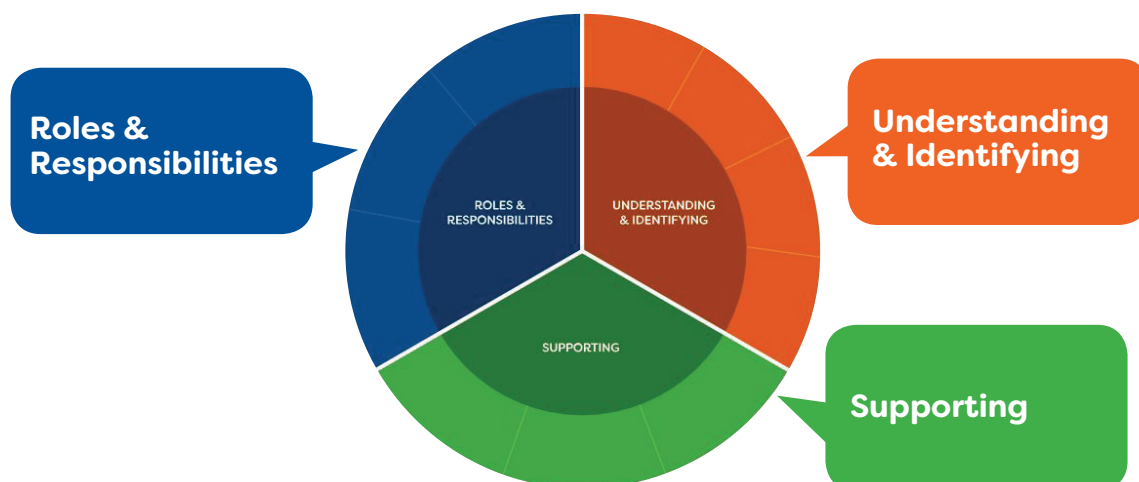 Roles &
Responsibilities
Understanding
& Identifying
ROLES &
RESPONSIBILITIES
UNDERSTANDING
& IDENTIFYING
SUPPORTING
Supporting